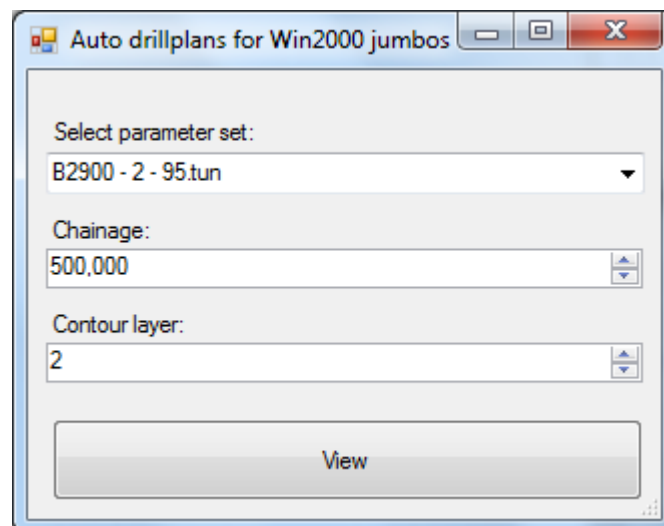 Auto drillplans for Win2000 jumbos
Select parameter set:
B2900 - 2 - 95.tun
Chainage:
500,000
Contour layer:
2
View